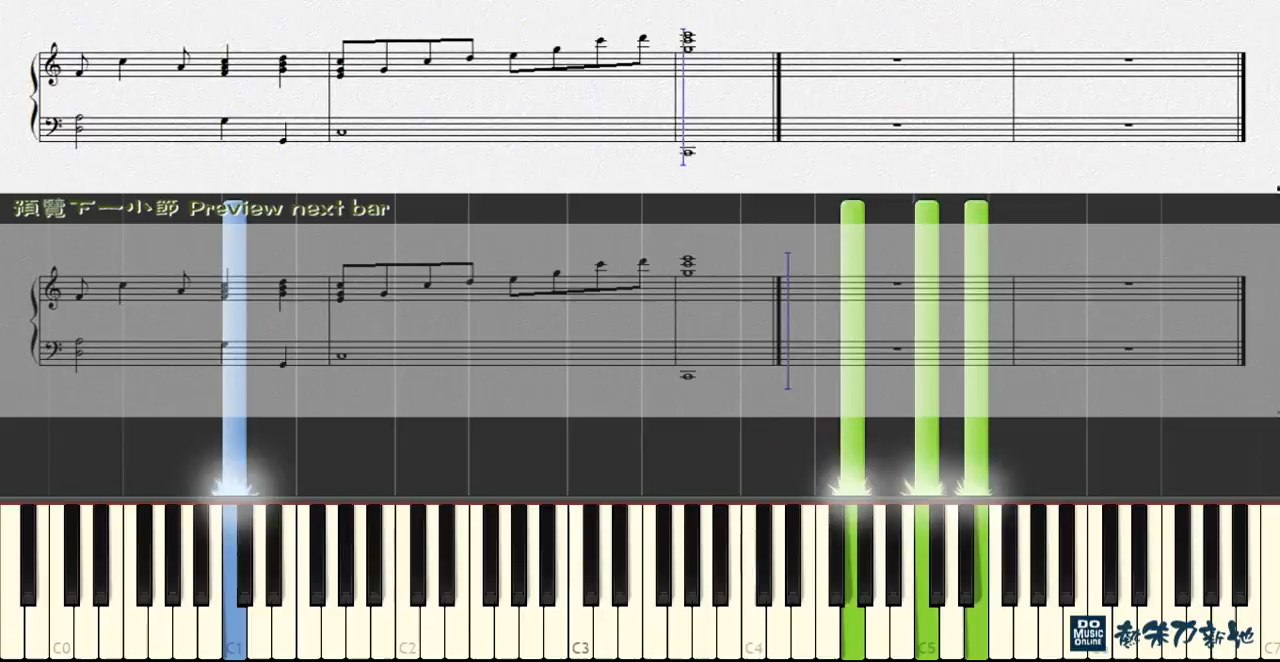 預覽下一小節 Preview next bar
C0 C1 C2 C3 C4 C5 C7
DO
MUSIC
ONLINE